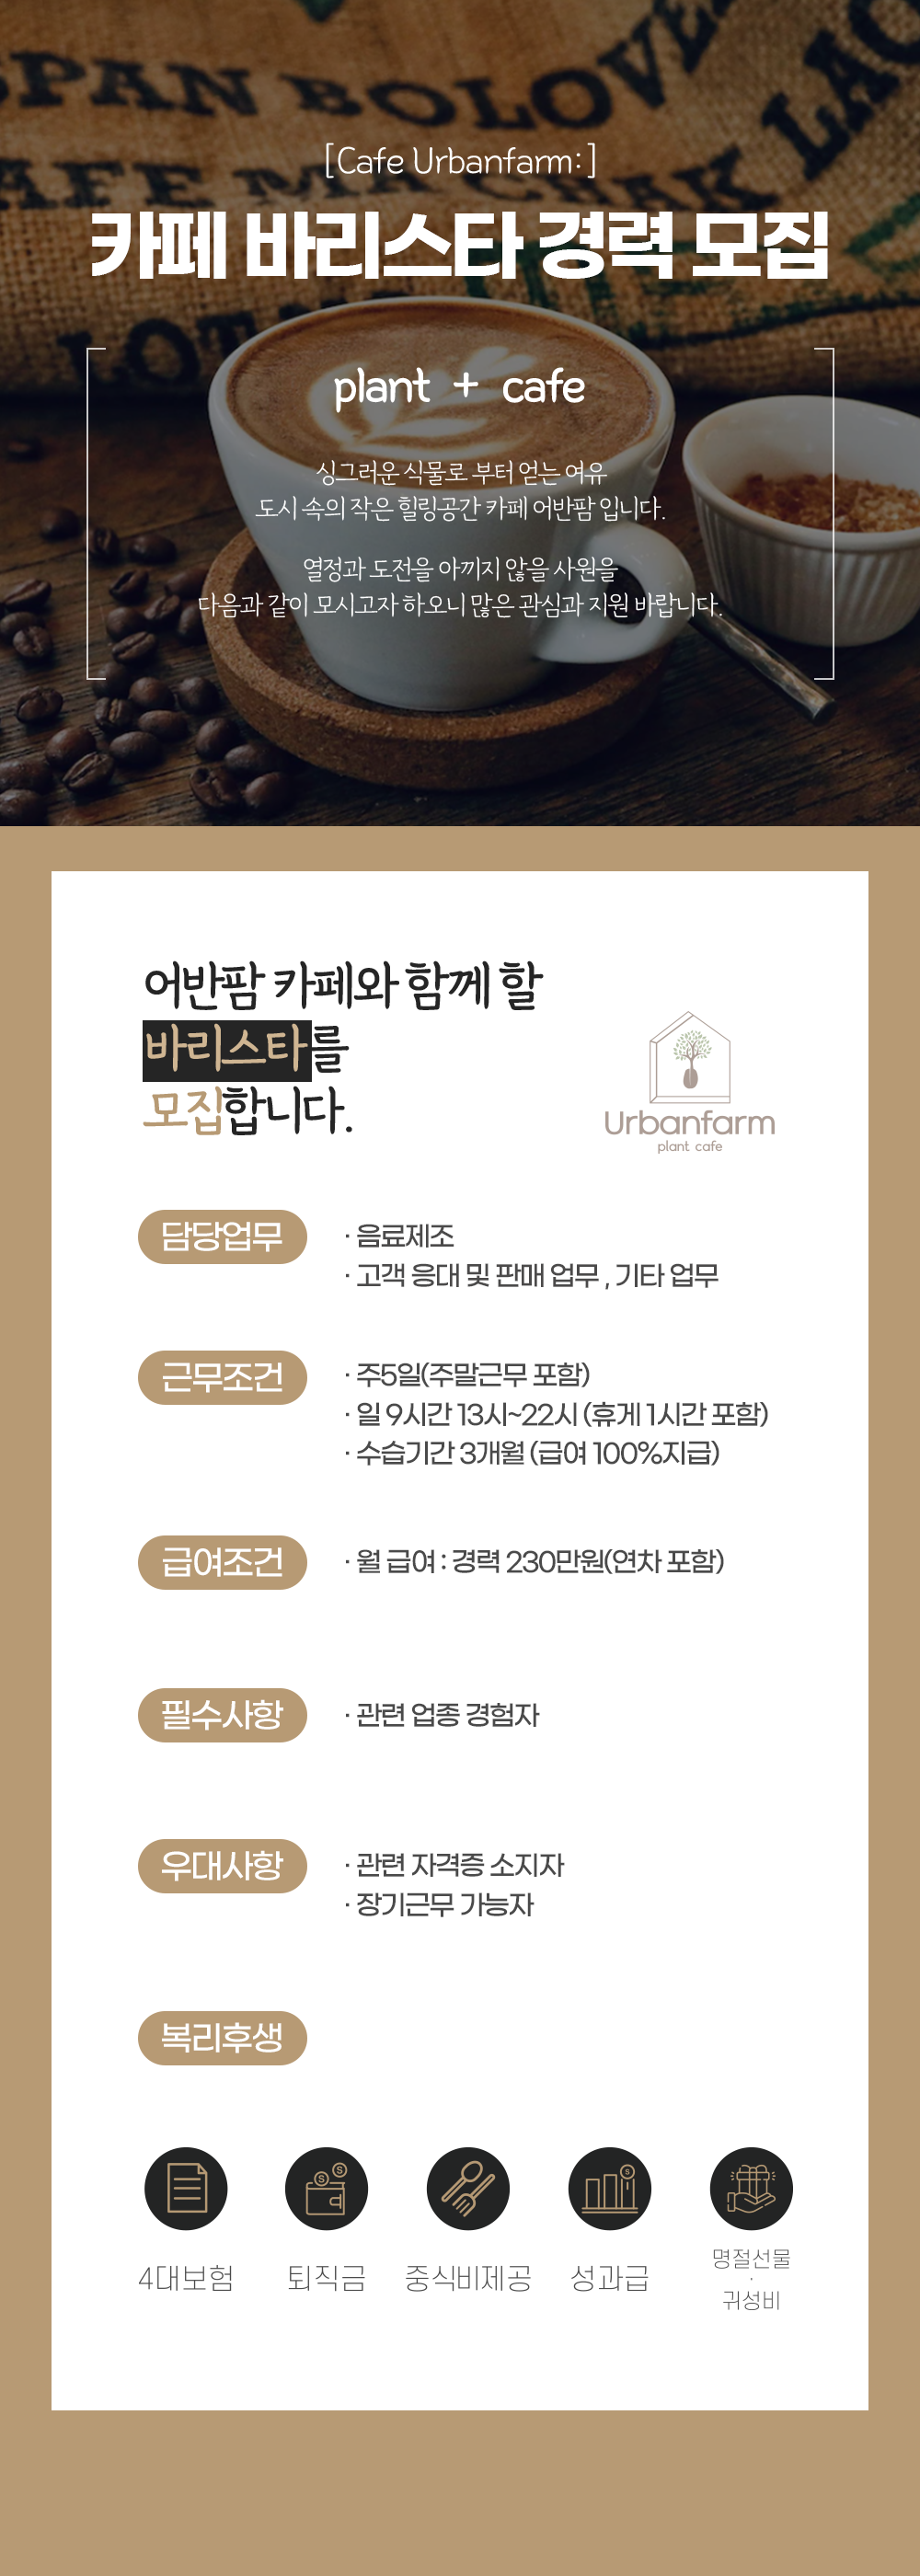 SPAN BOLOV
[Cafe Urbanfarm:]
카페 바리스타 경력 모집
plant + cafe
싱그러운 식물로 부터 얻는 여유
도시 속의 작은 힐링공간 카페 어반팜 입니다.
열정과 도전을 아끼지 않을 사원을
다음과 같이 모시고자 하오니 많은 관심과 지원 바랍니다.
어반팜 카페와 함께 할
바리스타를
모집합니다.
Urbanfarm
plant cafe
담당업무
· 음료제조
· 고객 응대 및 판매 업무 , 기타 업무
근무조건
· 주5일(주말근무 포함)
· 일 9시간 13시~22시 (휴게 1시간 포함)
· 수습기간 3개월 (급여 100%지급)
급여조건
· 월 급여 : 경력 230만원(연차 포함)
필수사항
· 관련 업종 경험자
우대사항
· 관련 자격증 소지자
· 장기근무 가능자
복리후생
4대보험
퇴직금
중식비제공
성과급
명절선물
·
귀성비